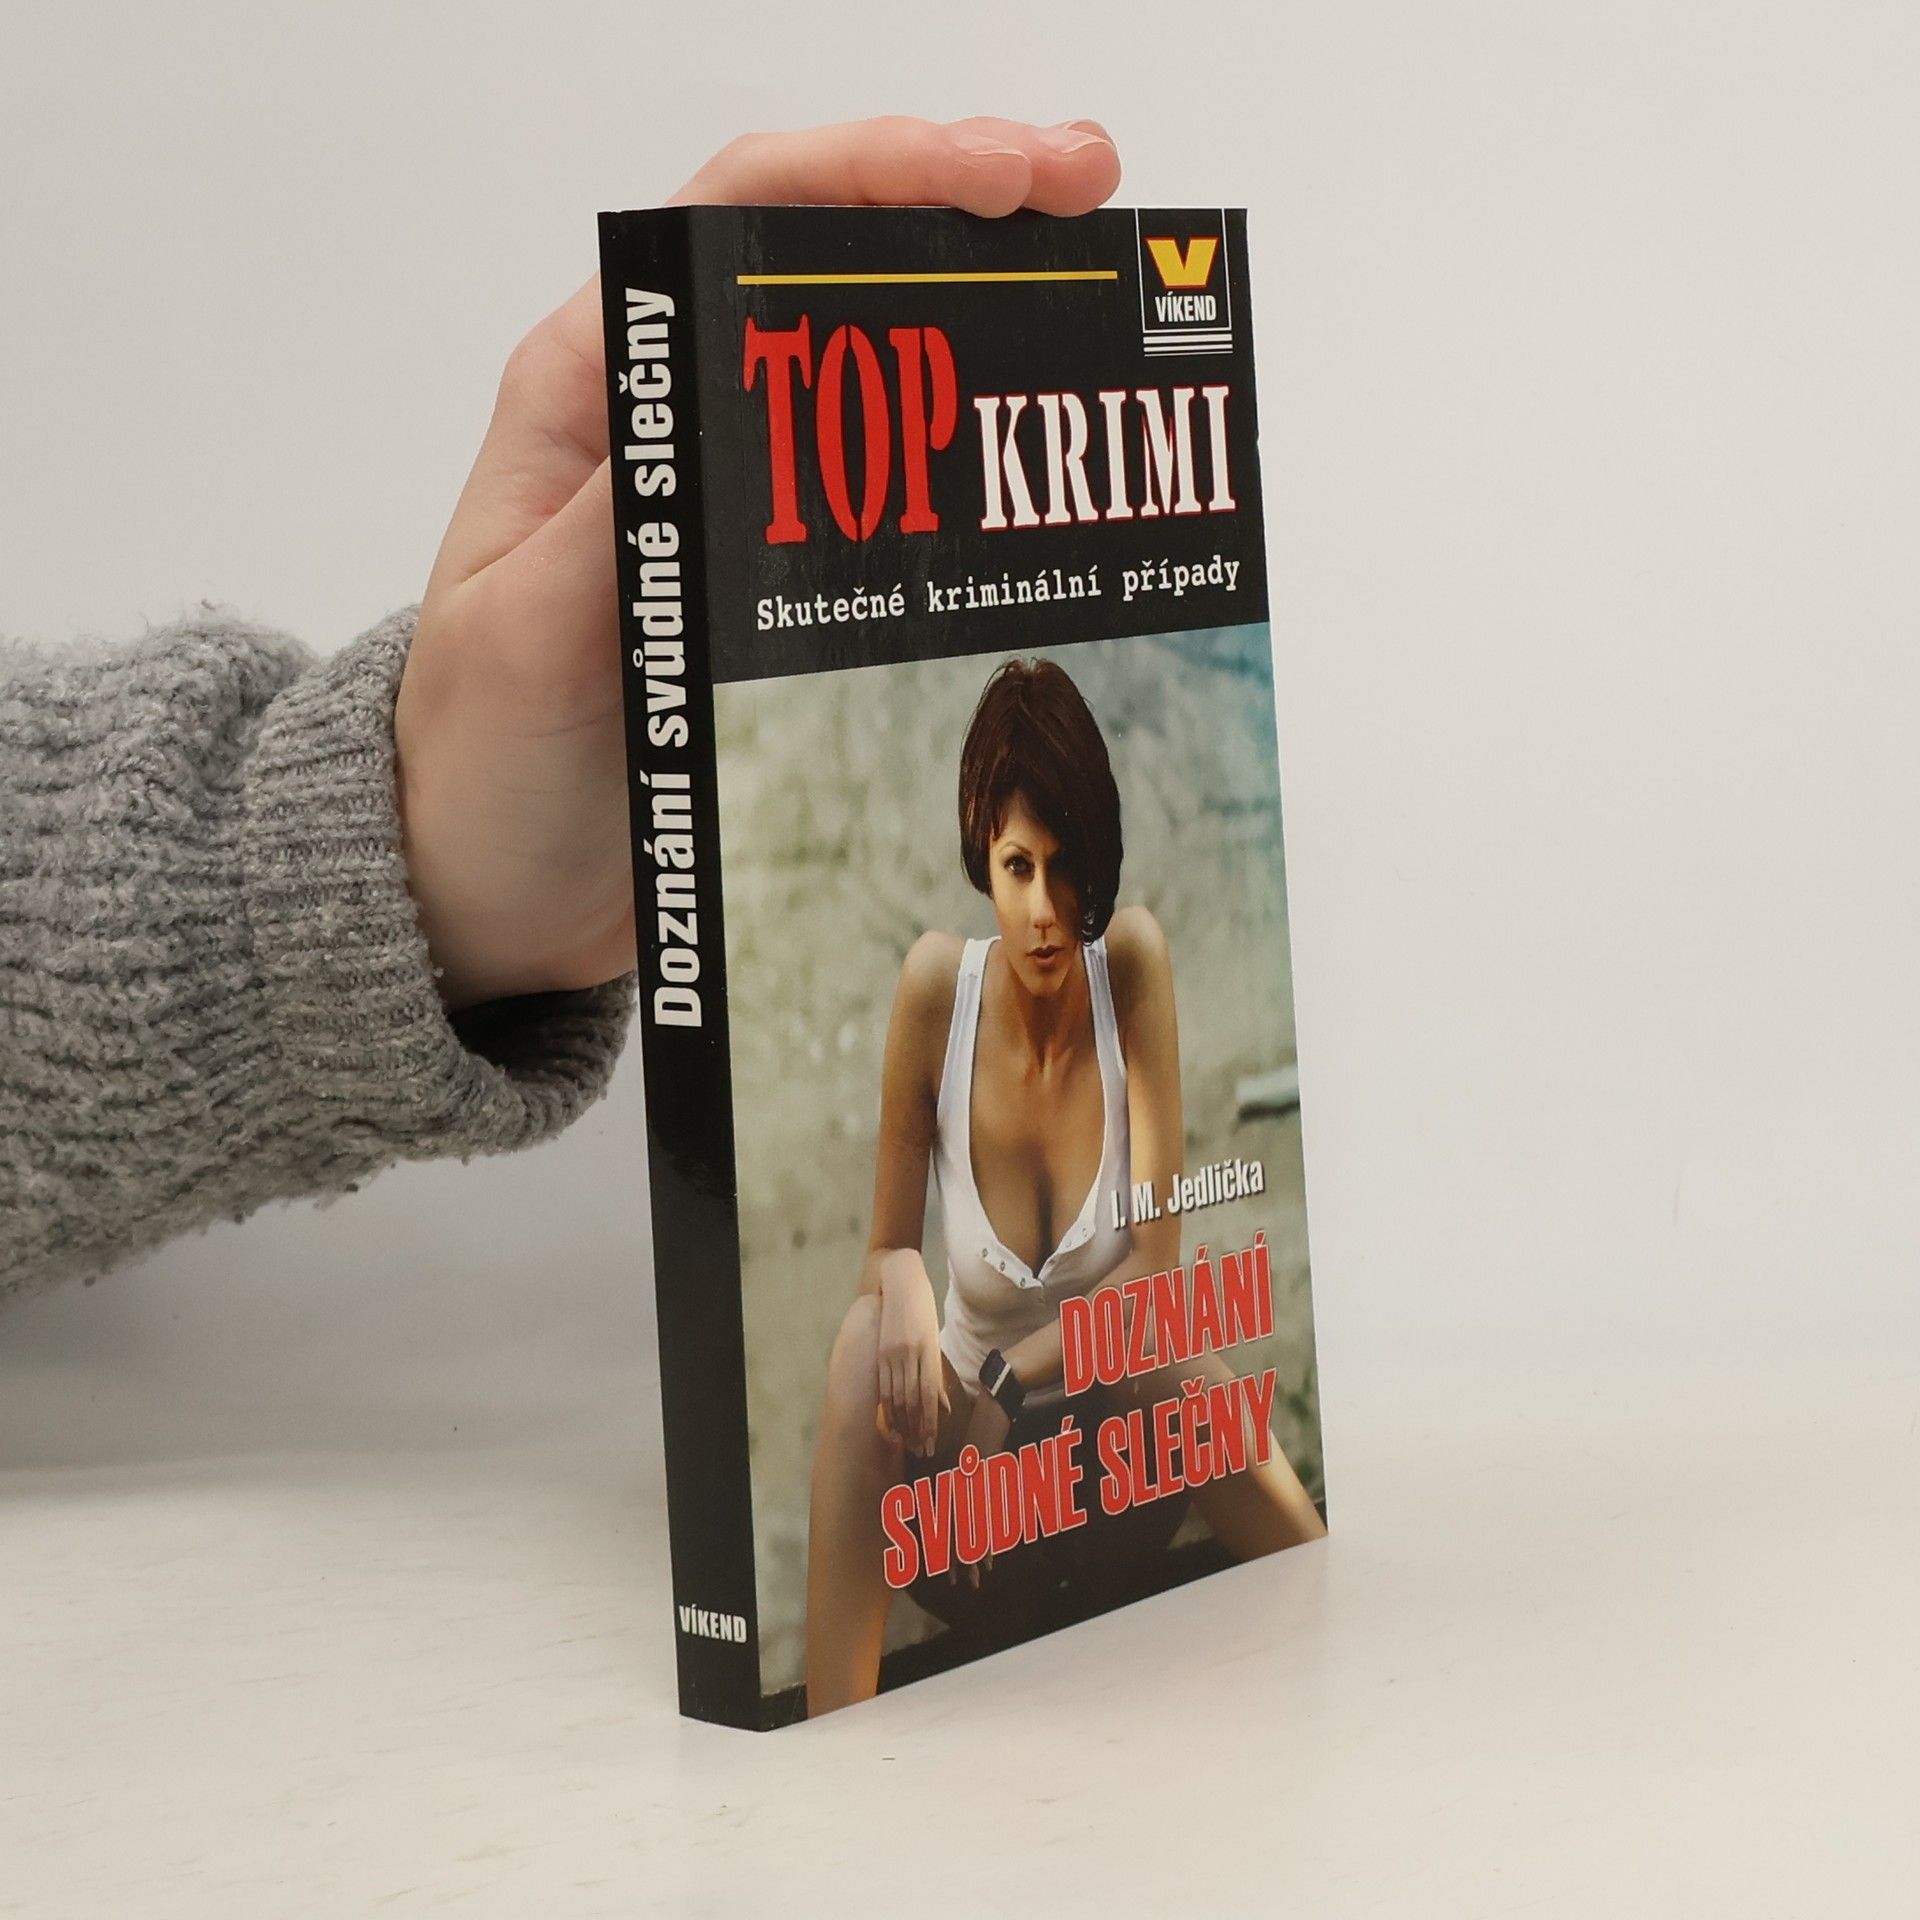 Doznání svůdné slečny
VÍKEND
V
VÍKEND
TOP KRIMI
Skutečné kriminální případy
I. M. Jedlička
DOZNÁNÍ
SVŮDNÉ SLEČNY